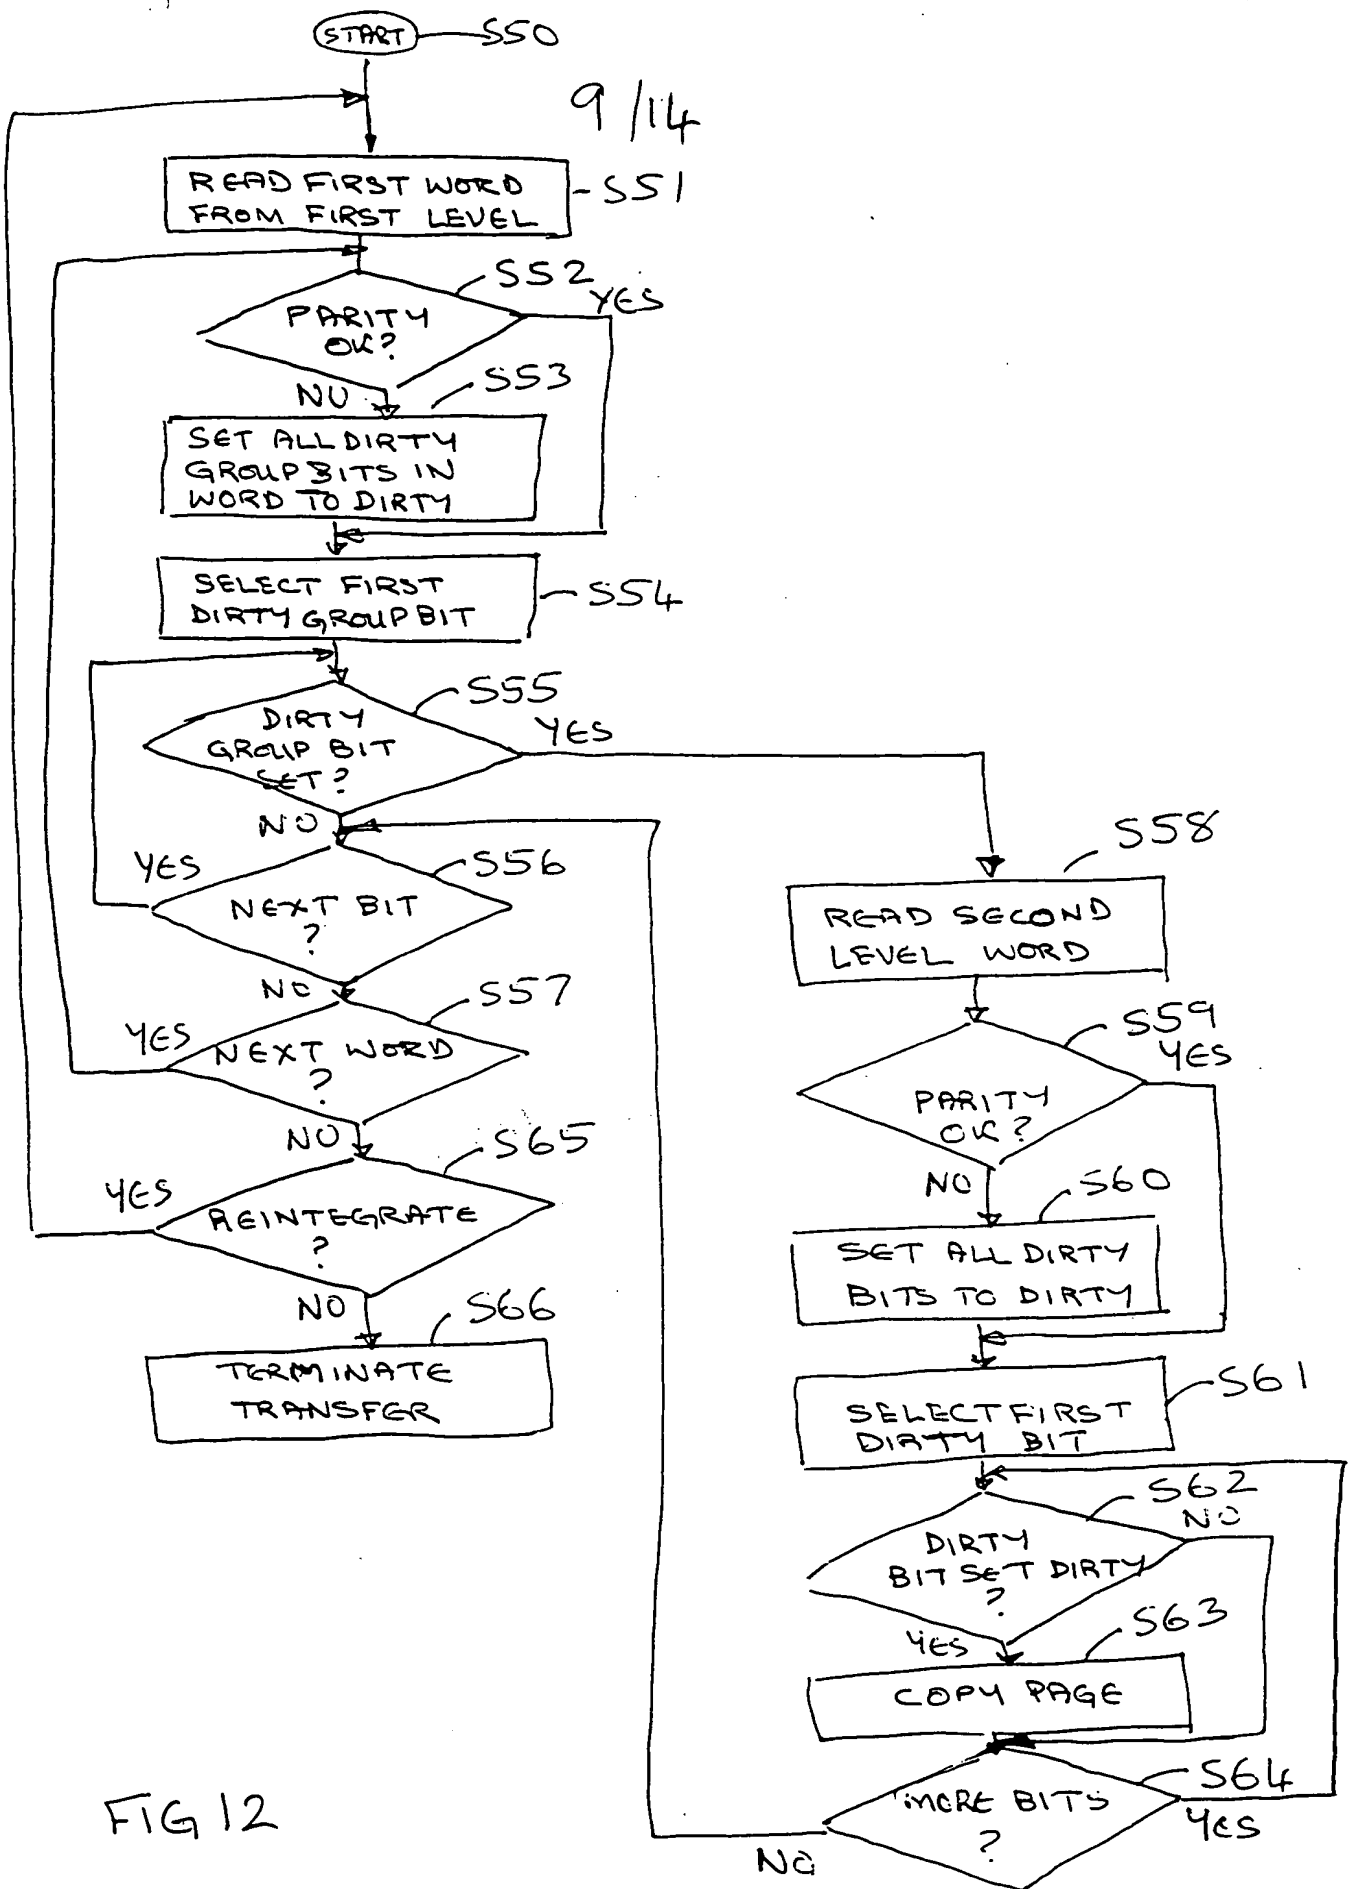 START
S50
9/14
READ FIRST WORD
FROM FIRST LEVEL
S51
S52
YES
PARITY
OK?
NO
S53
SET ALL DIRTY
GROUP BITS IN
WORD TO DIRTY
SELECT FIRST
DIRTY GROUP BIT
S54
S55
DIRTY
GROUP BIT
SET?
YES
NO
S56
YES
NEXT BIT
?
NO
S57
YES
NEXT WORD
?
NO
S65
YES
REINTEGRATE
?
NO
S66
TERMINATE
TRANSFER
S58
READ SECOND
LEVEL WORD
S59
YES
PARITY
OK?
NO
S60
SET ALL DIRTY
BITS TO DIRTY
S61
SELECT FIRST
DIRTY BIT
S62
NO
DIRTY
BIT SET DIRTY
?
YES
S63
COPY PAGE
S64
MORE BITS
?
YES
NO
FIG 12